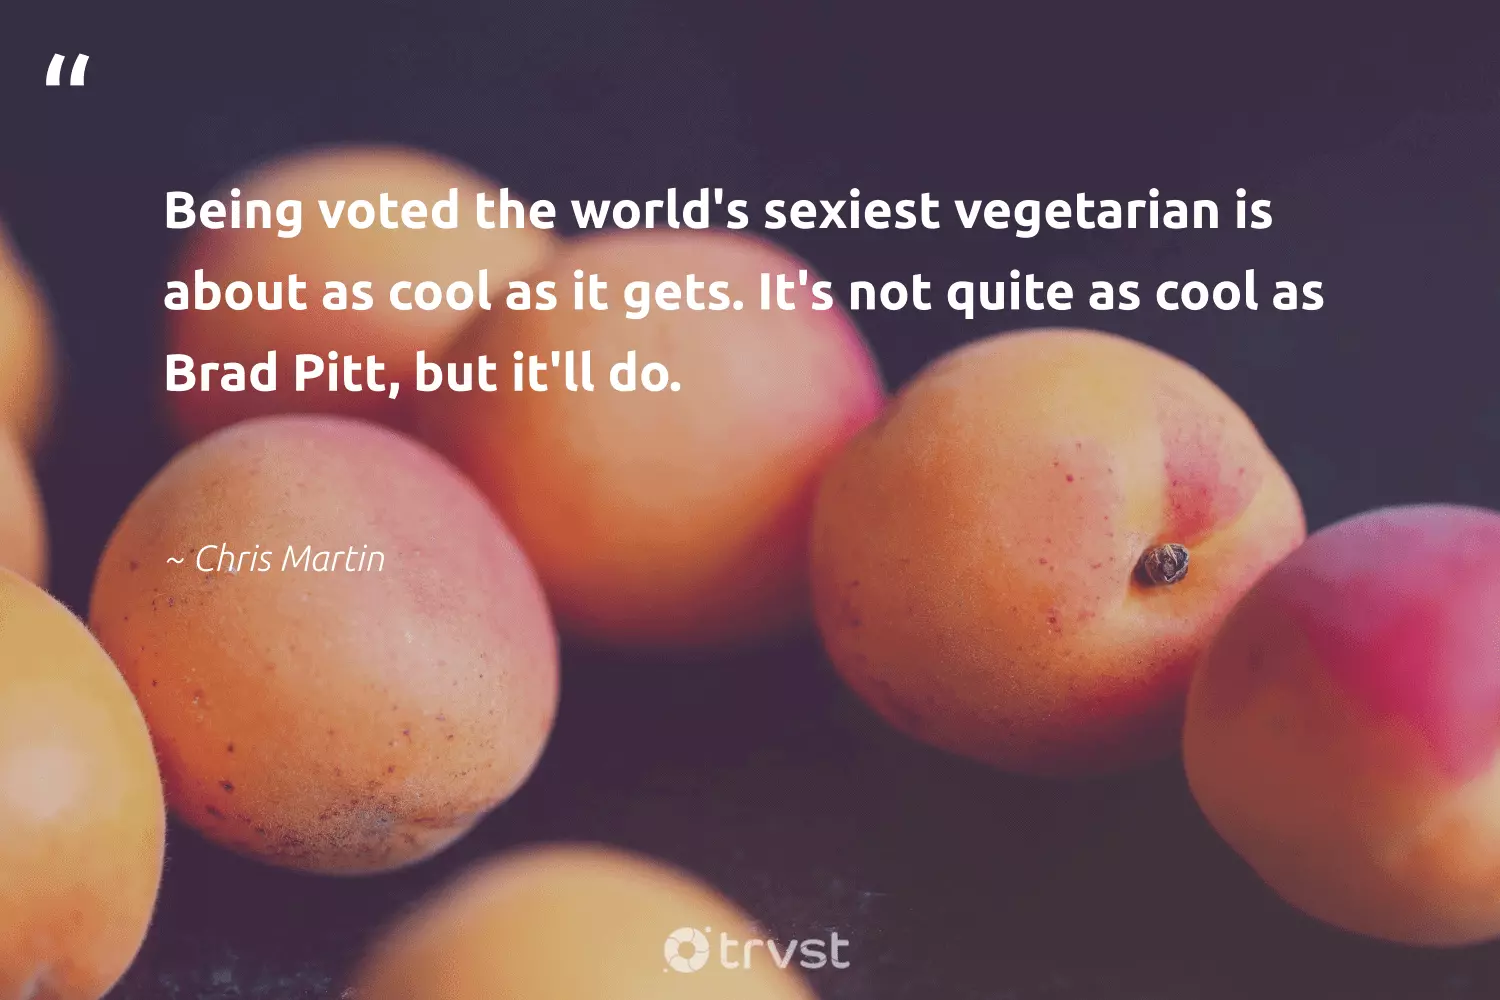 “
Being voted the world's sexiest vegetarian is
about as cool as it gets. It's not quite as cool as
Brad Pitt, but it'll do.
~ Chris Martin
trvst